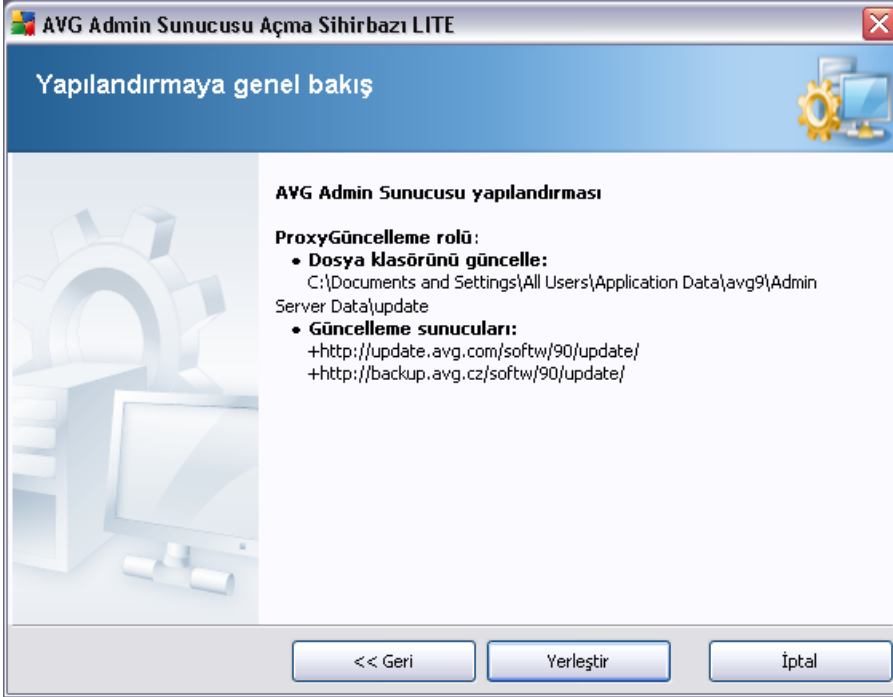 AVG Admin Sunucusu Açma Sihirbazı LITE
Yapılandırmaya genel bakış
AVG Admin Sunucusu yapılandırması
ProxyGüncelleme rolü:
• Dosya klasörünü güncelle:
C:\Documents and Settings\All Users\Application Data\avg9\Admin
Server Data\update
• Güncelleme sunucuları:
+http://update.avg.com/softw/90/update/
+http://backup.avg.cz/softw/90/update/
<< Geri
Yerleştir
İptal